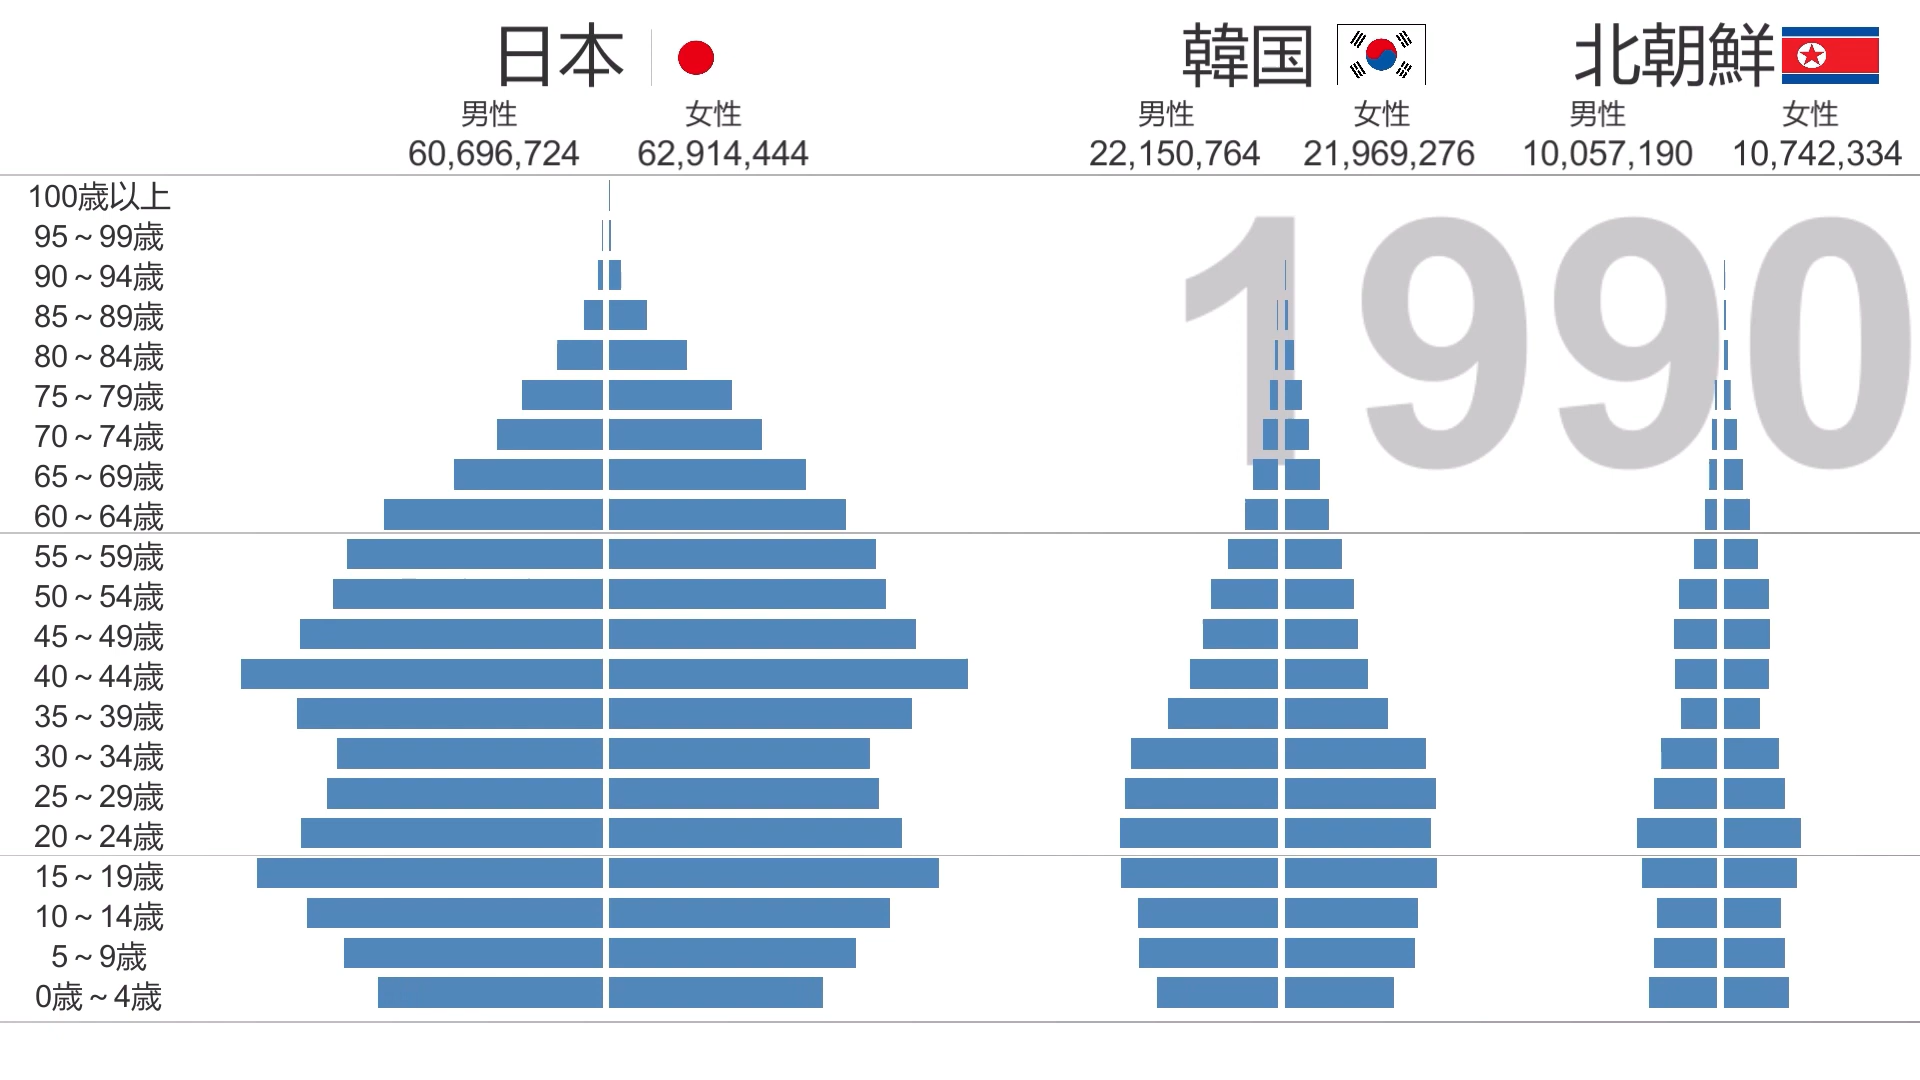 日本 韓国 北朝鮮
男性 女性 男性 女性 男性 女性
60,696,724 62,914,444 22,150,764 21,969,276 10,057,190 10,742,334
1990
100歳以上
95～99歳
90～94歳
85～89歳
80～84歳
75～79歳
70～74歳
65～69歳
60～64歳
55～59歳
50～54歳
45～49歳
40～44歳
35～39歳
30～34歳
25～29歳
20～24歳
15～19歳
10～14歳
5～9歳
0歳～4歳